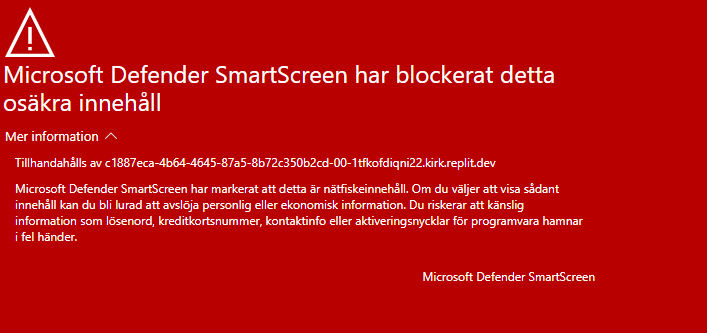 Microsoft Defender SmartScreen har blockerat detta
osäkra innehåll
Mer information
Tillhandahålls av c1887eca-4b64-4645-87a5-8b72c350b2cd-00-1tfkofdiqni22.kirk.replit.dev
Microsoft Defender SmartScreen har markerat att detta är nätfiskeinnehåll. Om du väljer att visa sådant
innehåll kan du bli lurad att avslöja personlig eller ekonomisk information. Du riskerar att känslig
information som lösenord, kreditkortsnummer, kontaktinfo eller aktiveringsnycklar för programvara hamnar
i fel händer.
Microsoft Defender SmartScreen